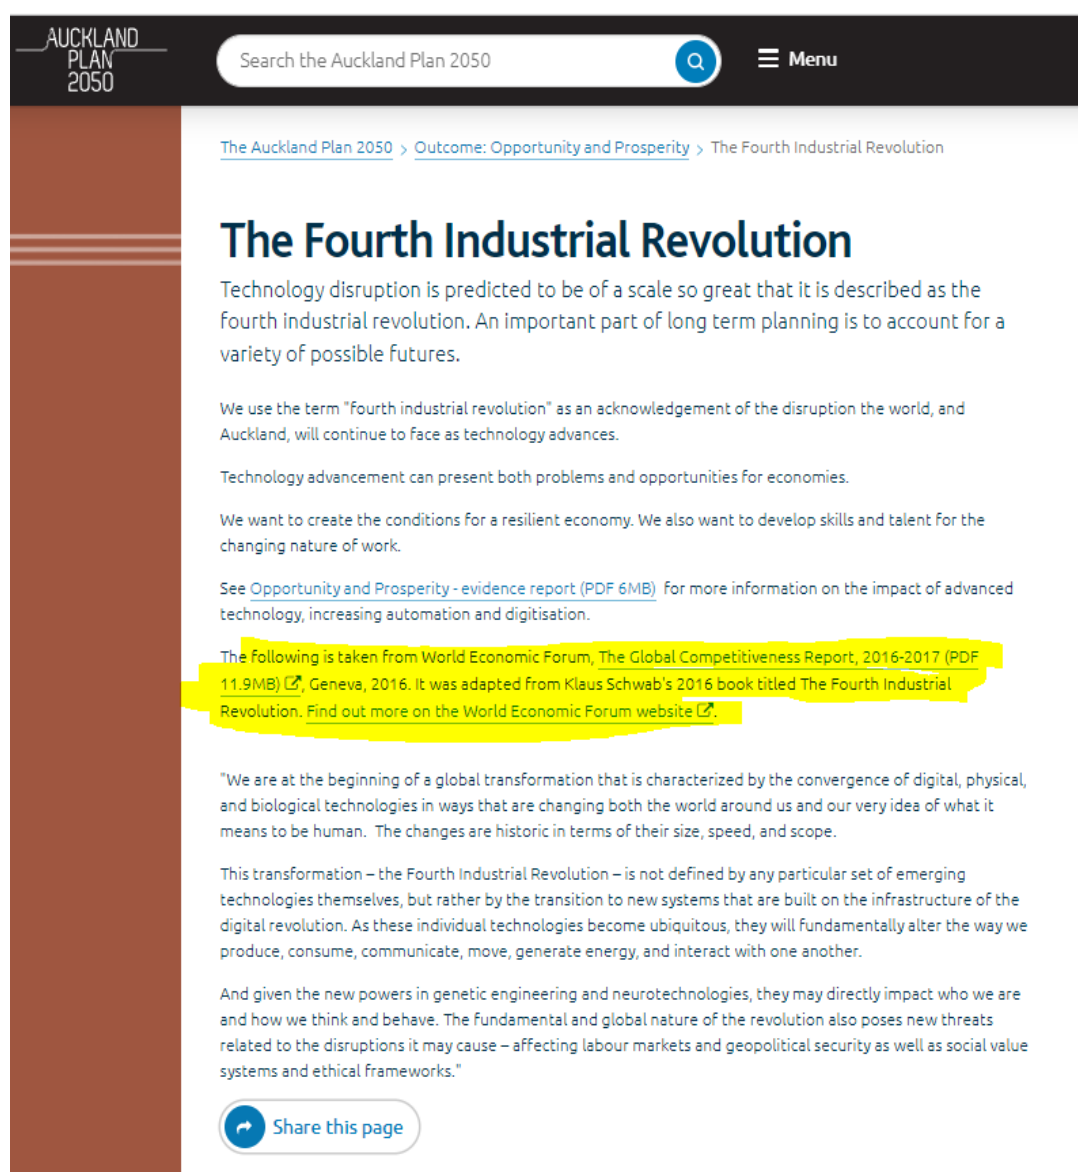 AUCKLAND
PLAN
2050
Search the Auckland Plan 2050
Menu
The Auckland Plan 2050 > Outcome: Opportunity and Prosperity > The Fourth Industrial Revolution
The Fourth Industrial Revolution
Technology disruption is predicted to be of a scale so great that it is described as the
fourth industrial revolution. An important part of long term planning is to account for a
variety of possible futures.
We use the term "fourth industrial revolution" as an acknowledgement of the disruption the world, and
Auckland, will continue to face as technology advances.
Technology advancement can present both problems and opportunities for economies.
We want to create the conditions for a resilient economy. We also want to develop skills and talent for the
changing nature of work.
See Opportunity and Prosperity - evidence report (PDF 6MB) for more information on the impact of advanced
technology, increasing automation and digitisation.
The following is taken from World Economic Forum, The Global Competitiveness Report, 2016-2017 (PDF
11.9MB), Geneva, 2016. It was adapted from Klaus Schwab's 2016 book titled The Fourth Industrial
Revolution. Find out more on the World Economic Forum website.
"We are at the beginning of a global transformation that is characterized by the convergence of digital, physical,
and biological technologies in ways that are changing both the world around us and our very idea of what it
means to be human. The changes are historic in terms of their size, speed, and scope.
This transformation – the Fourth Industrial Revolution – is not defined by any particular set of emerging
technologies themselves, but rather by the transition to new systems that are built on the infrastructure of the
digital revolution. As these individual technologies become ubiquitous, they will fundamentally alter the way we
produce, consume, communicate, move, generate energy, and interact with one another.
And given the new powers in genetic engineering and neurotechnologies, they may directly impact who we are
and how we think and behave. The fundamental and global nature of the revolution also poses new threats
related to the disruptions it may cause – affecting labour markets and geopolitical security as well as social value
systems and ethical frameworks."
Share this page